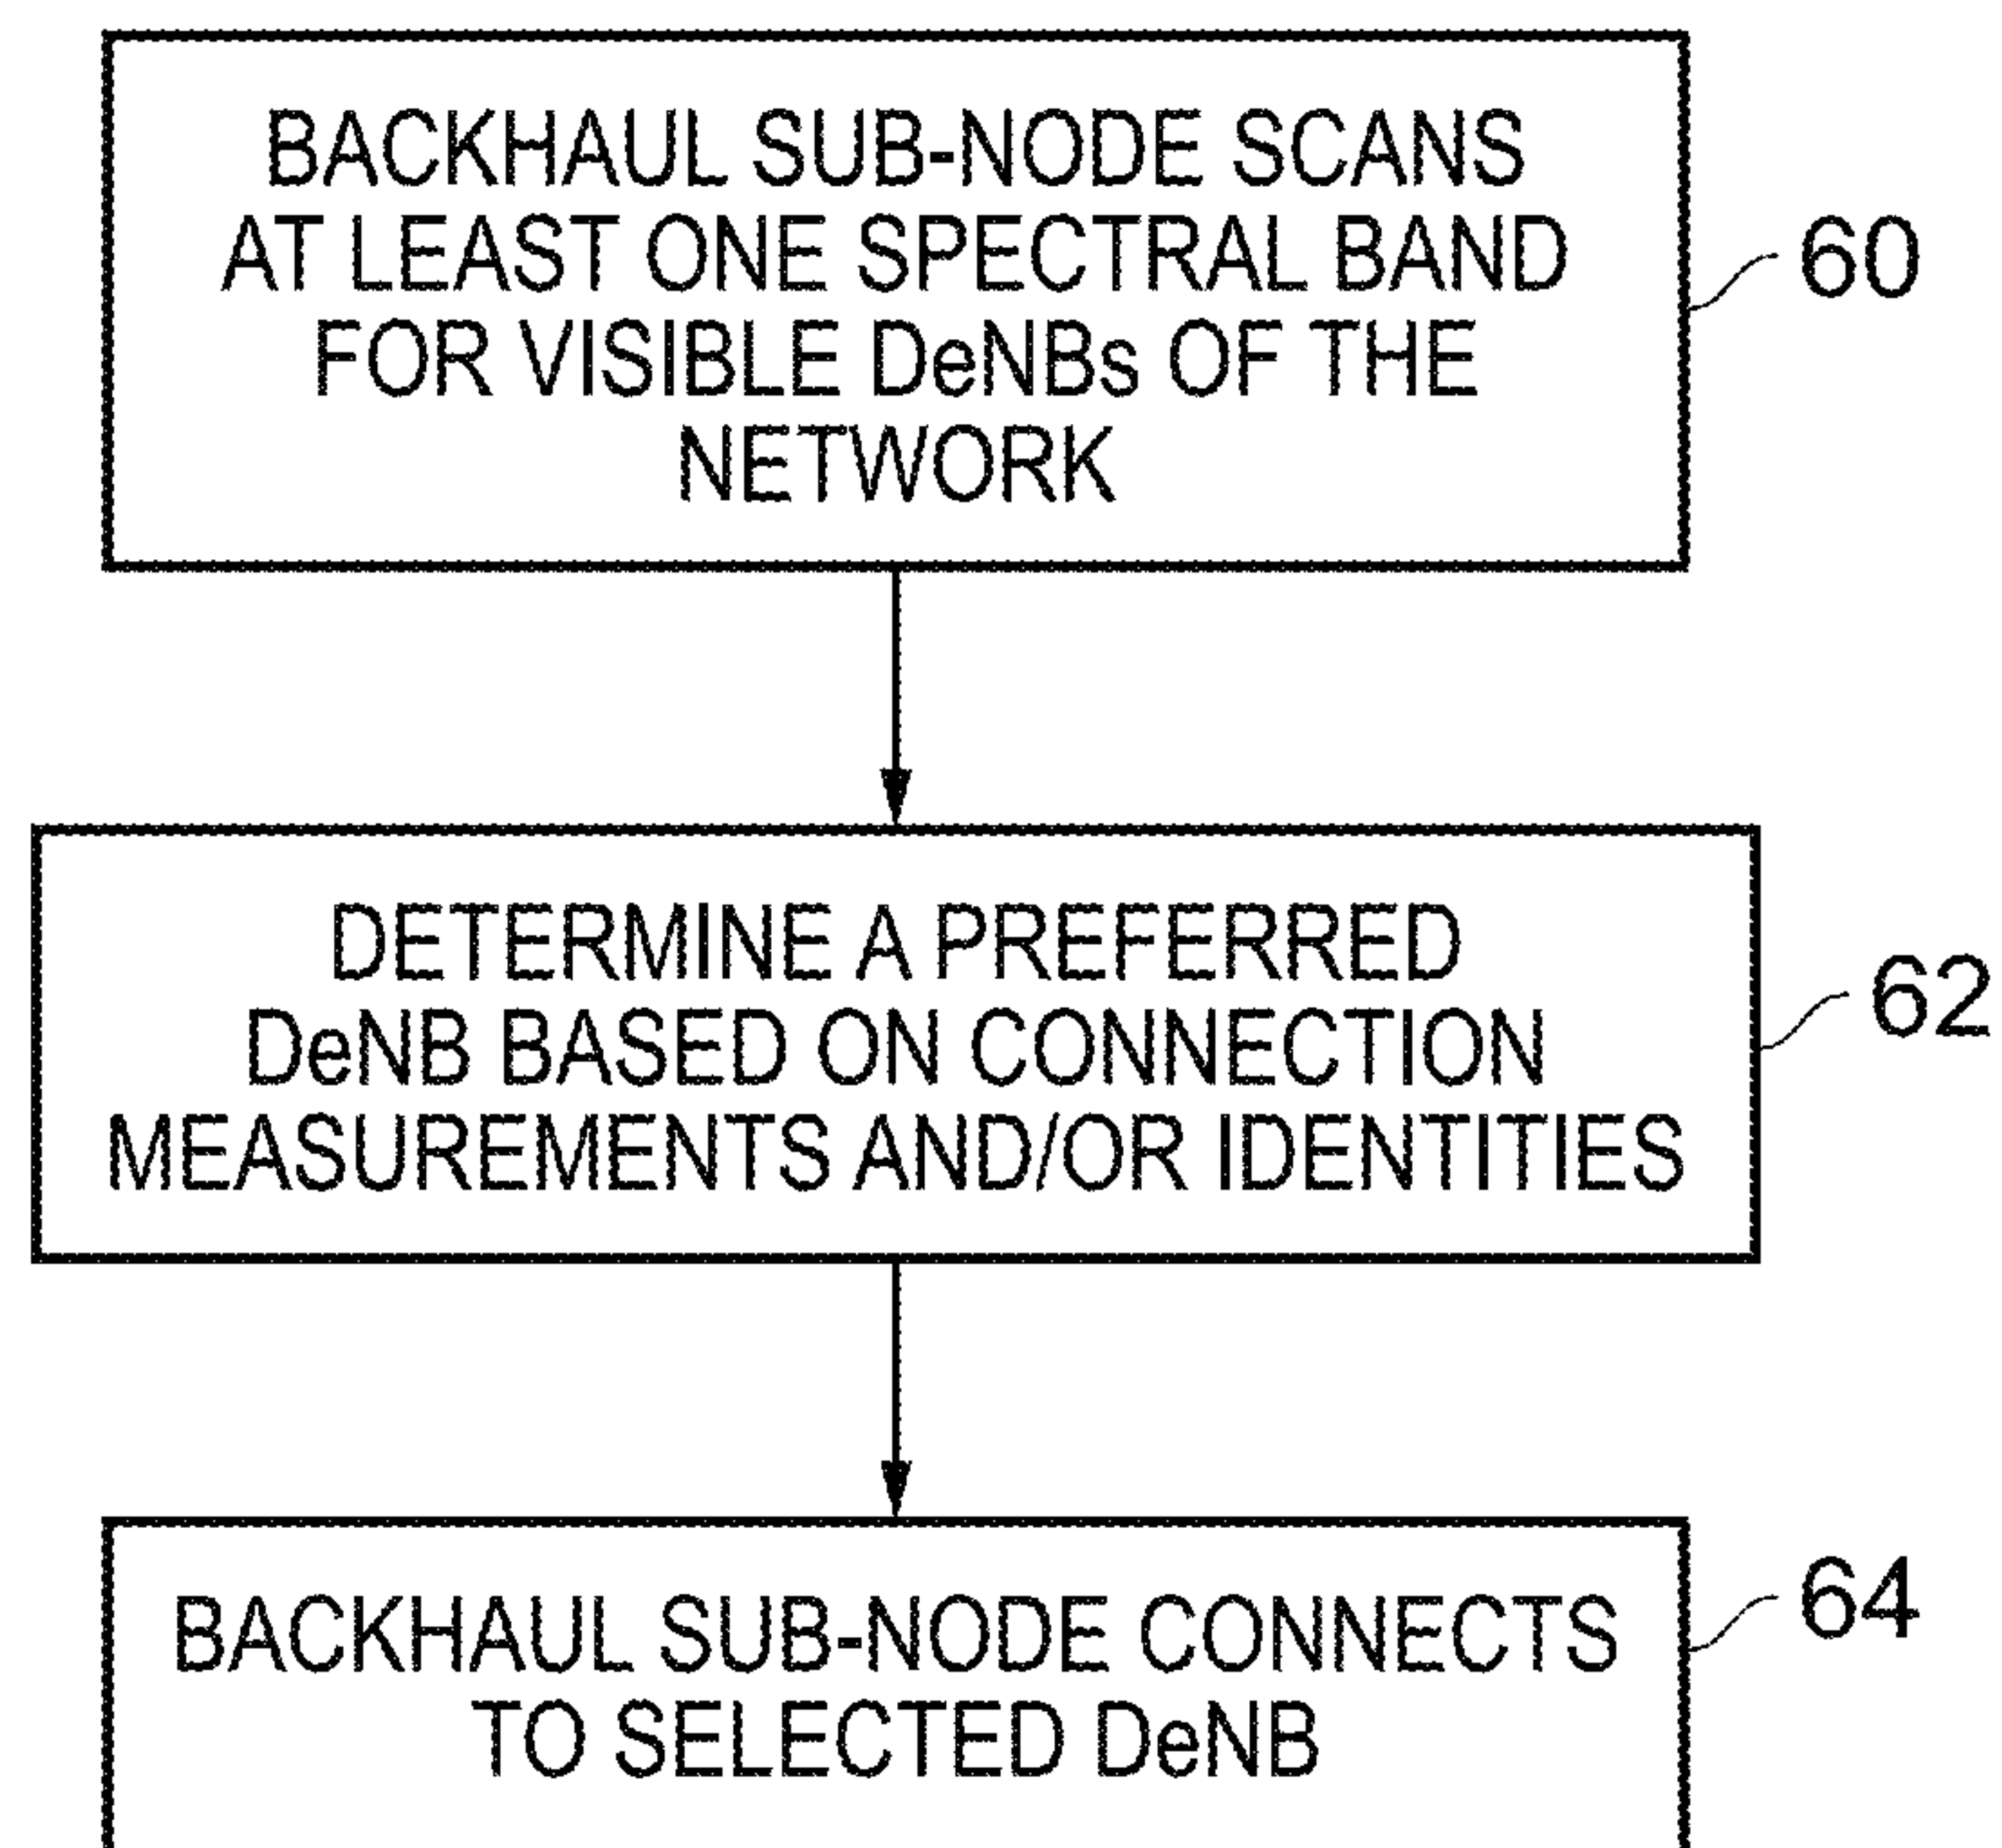 BACKHAUL SUB-NODE SCANS
AT LEAST ONE SPECTRAL BAND
FOR VISIBLE DeNBs OF THE
NETWORK
60
DETERMINE A PREFERRED
DeNB BASED ON CONNECTION
MEASUREMENTS AND/OR IDENTITIES
62
BACKHAUL SUB-NODE CONNECTS
TO SELECTED DeNB
64